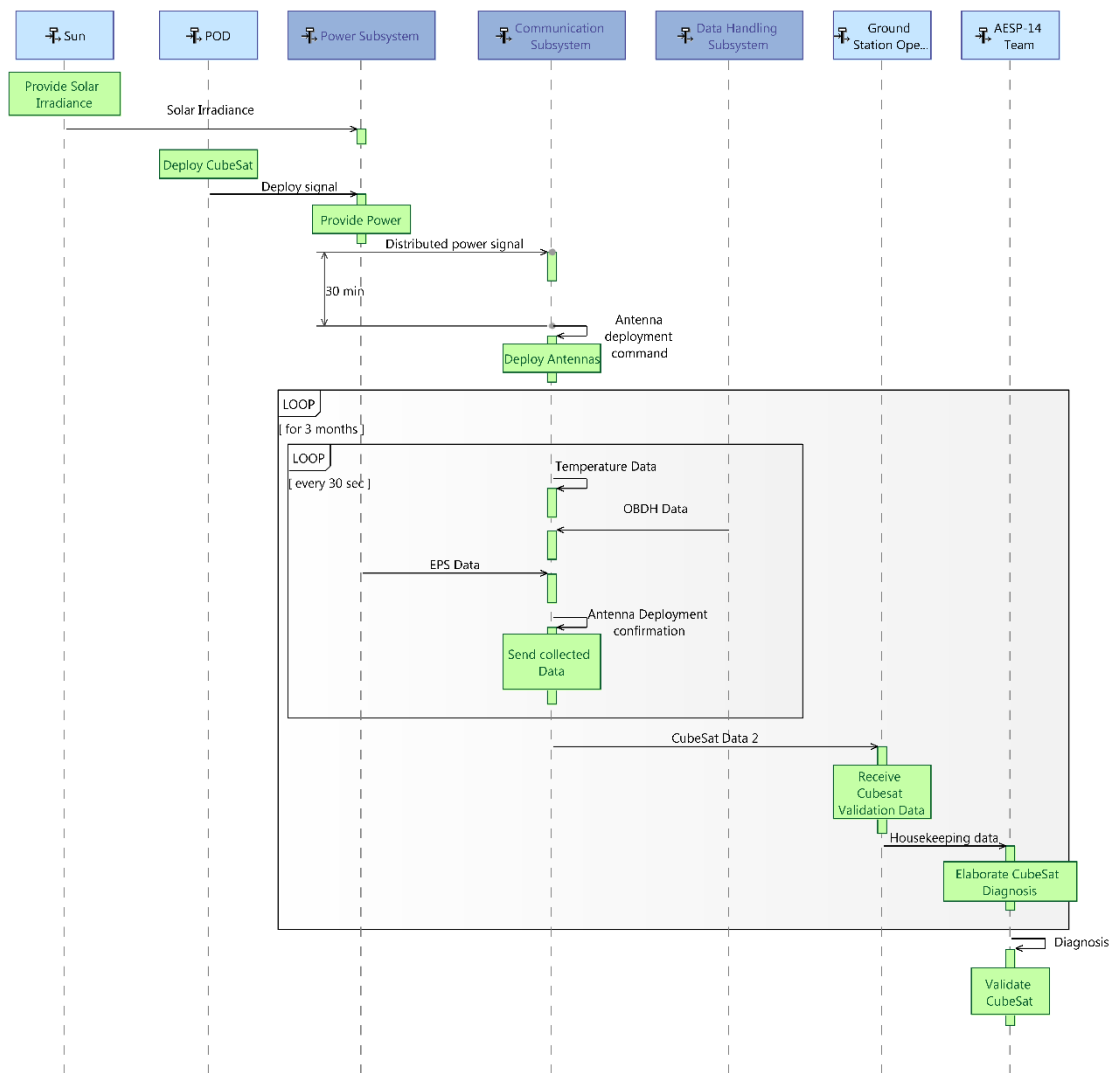 Sun
POD
Power Subsystem
Communication
Subsystem
Data Handling
Subsystem
Ground
Station Ope...
AESP-14
Team
Provide Solar
Irradiance
Solar Irradiance
Deploy CubeSat
Deploy signal
Provide Power
Distributed power signal
30 min
Antenna
deployment
command
Deploy Antennas
LOOP
[ for 3 months ]
LOOP
[ every 30 sec ]
Temperature Data
OBDH Data
EPS Data
Antenna Deployment
confirmation
Send collected
Data
CubeSat Data 2
Receive
Cubesat
Validation Data
Housekeeping data
Elaborate CubeSat
Diagnosis
Diagnosis
Validate
CubeSat